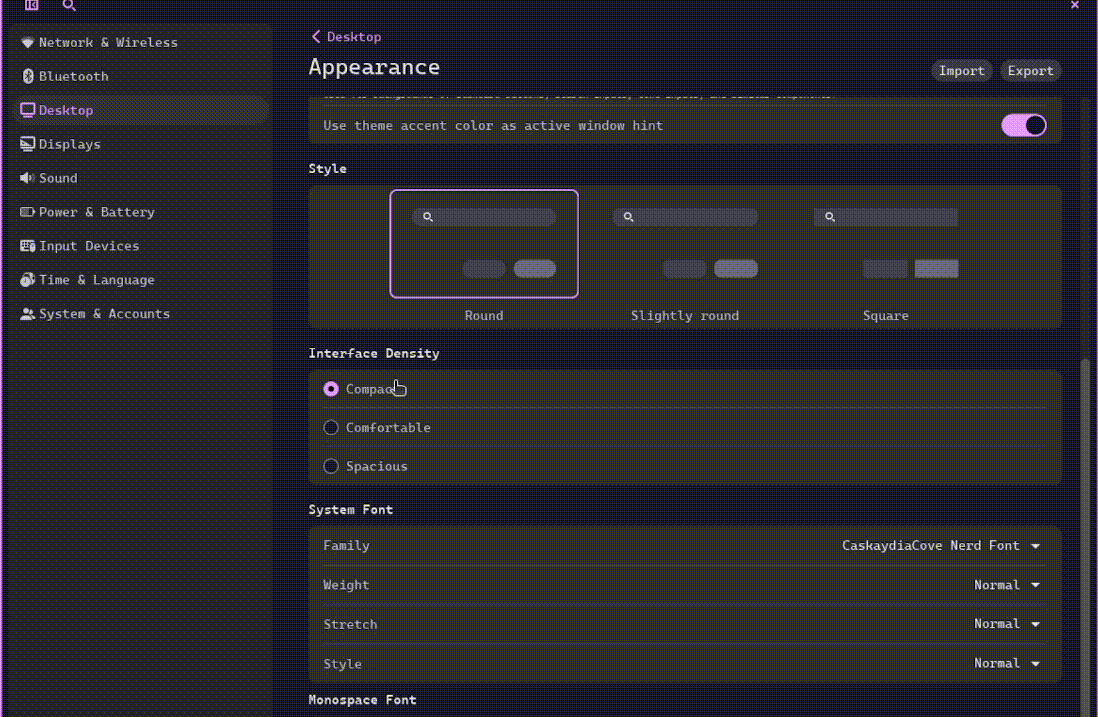 Network & Wireless
Bluetooth
Desktop
Displays
Sound
Power & Battery
Input Devices
Time & Language
System & Accounts
Desktop
Appearance
Import
Export
Use theme accent color as active window hint
Style
Round
Slightly round
Square
Interface Density
Compac
Comfortable
Spacious
System Font
Family
CaskaydiaCove Nerd Font
Weight
Normal
Stretch
Normal
Style
Normal
Monospace Font